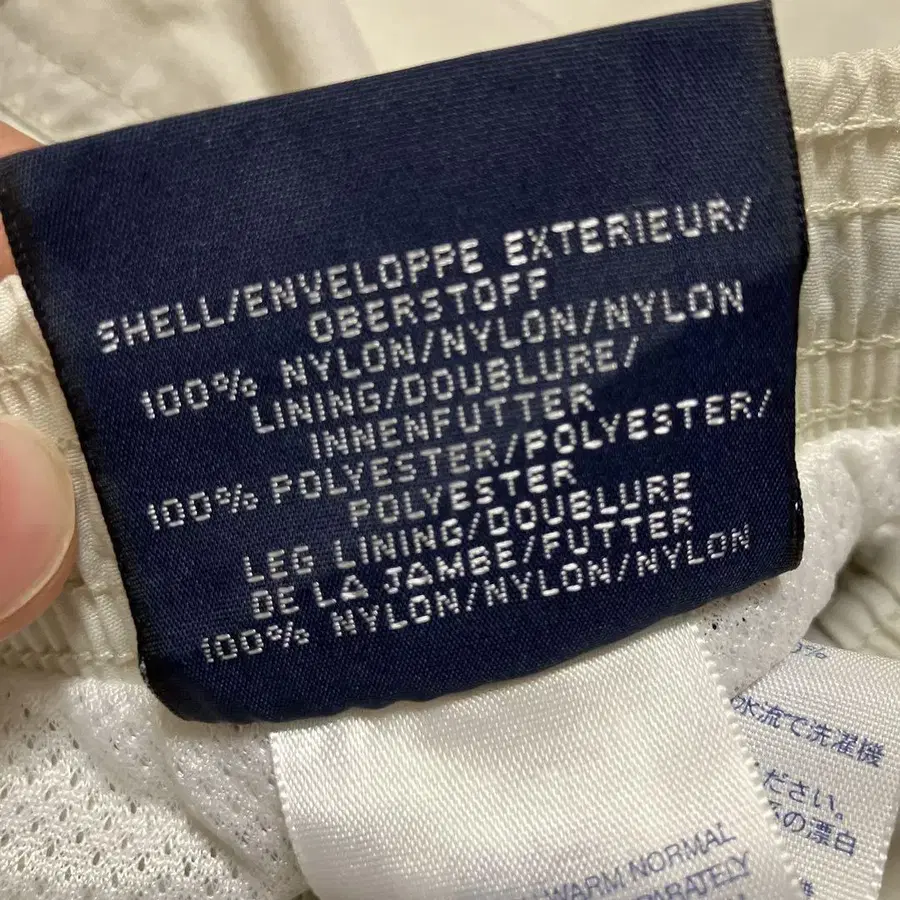 SHELL/ENVELOPPE EXTERIEUR/
OBERSTOFF
100% NYLON/NYLON/NYLON
LINING/DOUBLURE/
INNENFUTTER
100% POLYESTER/POLYESTER/
POLYESTER
LEG LINING/DOUBLURE
DE LA JAMBE/FUTTER
100% NYLON/NYLON/NYLON
水流で洗濯機
ださい。
の漂白
WARM NORMAL